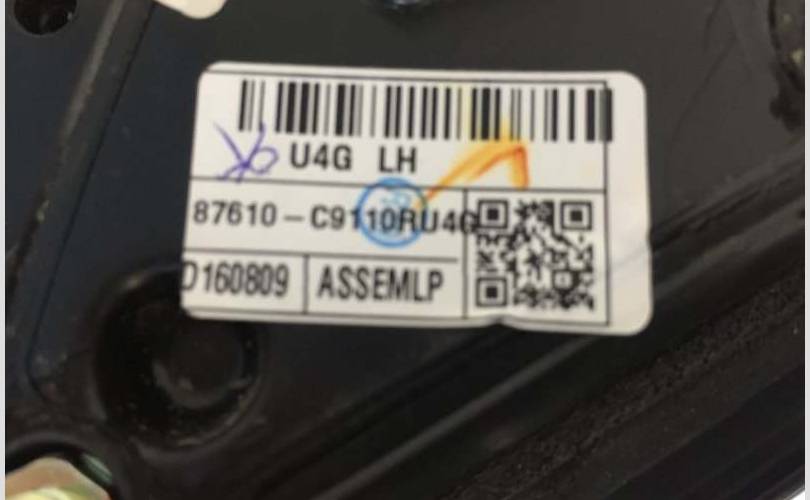 U4G LH
87610-C9110RU4G
D160809 ASSEMLP